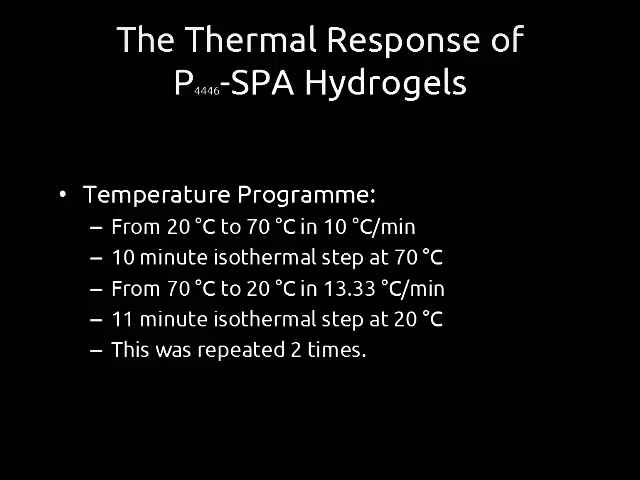 The Thermal Response of
P4446-SPA Hydrogels
• Temperature Programme:
– From 20 °C to 70 °C in 10 °C/min
– 10 minute isothermal step at 70 °C
– From 70 °C to 20 °C in 13.33 °C/min
– 11 minute isothermal step at 20 °C
– This was repeated 2 times.